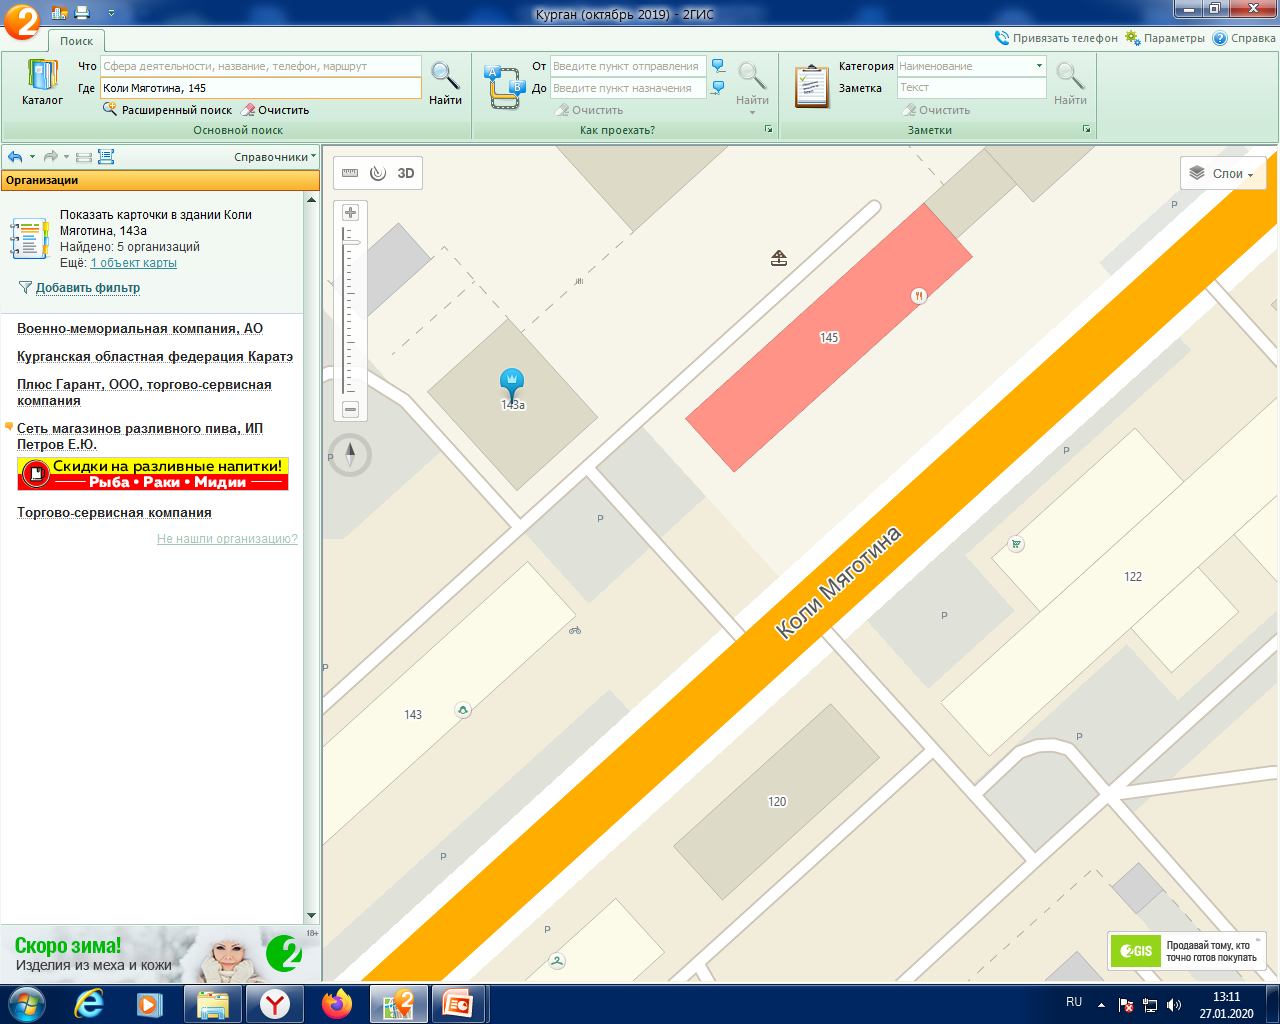 Курган (октябрь 2019) - 2ГИС
Поиск
Привязать телефон
Параметры
Справка
Каталог
Что
Сфера деятельности, название, телефон, маршрут
Где
Коли Мяготина, 145
Расширенный поиск
Очистить
Найти
Основной поиск
От
Введите пункт отправления
До
Введите пункт назначения
Очистить
Найти
Как проехать?
Категория
Наименование
Заметка
Текст
Очистить
Найти
Заметки
Справочники
Организации
Показать карточки в здании Коли
Мяготина, 143а
Найдено: 5 организаций
Ещё: 1 объект карты
Добавить фильтр
Военно-мемориальная компания, АО
Курганская областная федерация Каратэ
Плюс Гарант, ООО, торгово-сервисная
компания
Сеть магазинов разливного пива, ИП
Петров Е.Ю.
Скидки на разливные напитки!
Рыба • Раки • Мидии
Торгово-сервисная компания
Не нашли организацию?
Скоро зима!
Изделия из меха и кожи
18+
2
3D
Слои
P
145
143а
P
P
P
122
P
Коли Мяготина
P
143
P
120
P
P
2GIS
Продавай тому, кто
точно готов покупать
RU
13:11
27.01.2020